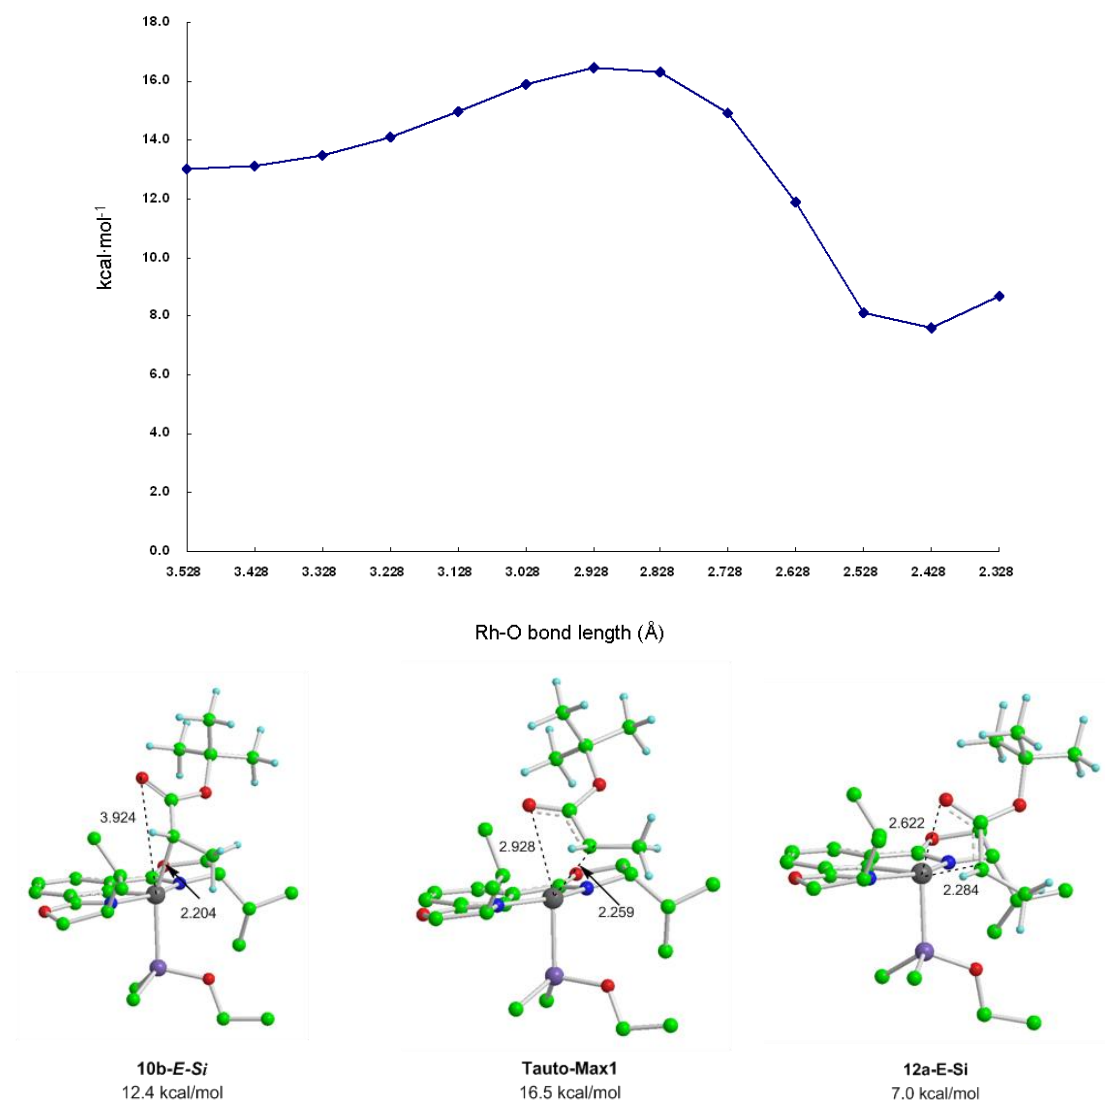 18.0
16.0
14.0
12.0
10.0
8.0
6.0
4.0
2.0
0.0
kcal·mol-1
3.528 3.428 3.328 3.228 3.128 3.028 2.928 2.828 2.728 2.628 2.528 2.428 2.328
Rh-O bond length (Å)
3.924
2.204
2.928
2.259
2.622
2.284
10b-E-Si
12.4 kcal/mol
Tauto-Max1
16.5 kcal/mol
12a-E-Si
7.0 kcal/mol